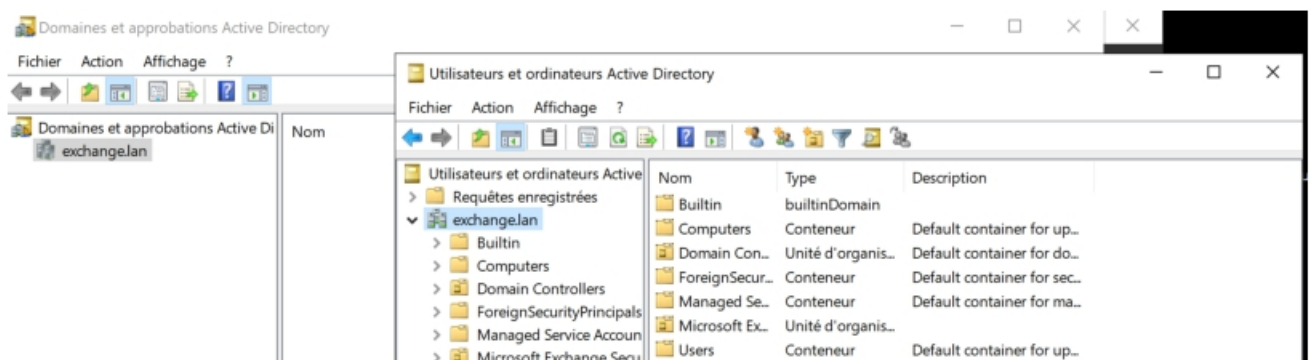 Domaines et approbations Active Directory
Fichier Action Affichage ?
Domaines et approbations Active Di
exchange.lan
Nom
Utilisateurs et ordinateurs Active Directory
Fichier Action Affichage ?
Utilisateurs et ordinateurs Active
Requêtes enregistrées
exchange.lan
Builtin
Computers
Domain Controllers
ForeignSecurityPrincipals
Managed Service Accoun
Microsoft Exchange Secu
Nom Type Description
Builtin builtinDomain
Computers Conteneur Default container for up...
Domain Con... Unité d'organis... Default container for do...
ForeignSecur... Conteneur Default container for sec...
Managed Se... Conteneur Default container for ma...
Microsoft Ex... Unité d'organis...
Users Conteneur Default container for up...